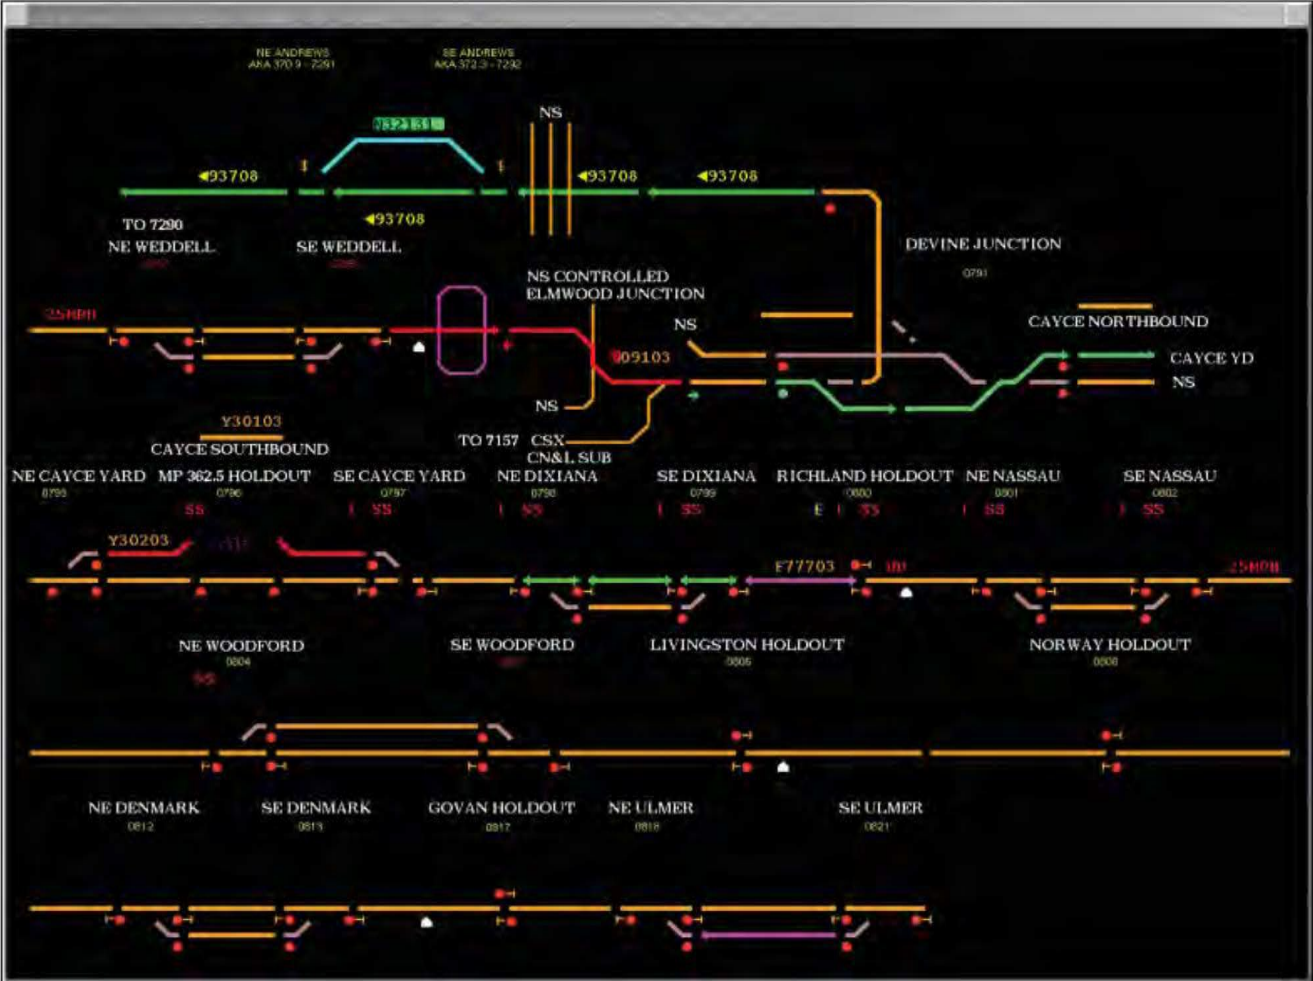 NE ANDREWS SE ANDREWS
AKA 370.9 - 7291 AKA 372.3 - 7292
N32131
NS
◄93708 ◄93708 ◄93708
◄93708
TO 7290
NE WEDDELL SE WEDDELL
DEVINE JUNCTION
0791
NS CONTROLLED
ELMWOOD JUNCTION
25MPH
NS
CAYCE NORTHBOUND
09103
CAYCE YD
NS
NS
Y30103
CAYCE SOUTHBOUND
TO 7157 CSX
CN&L SUB
NE CAYCE YARD MP 362.5 HOLDOUT SE CAYCE YARD NE DIXIANA SE DIXIANA RICHLAND HOLDOUT NE NASSAU SE NASSAU
0795 0796 0797 0798 0799 0800 0801 0802
SS I SS I SS I SS E I SS I SS I SS
Y30203
E77703
25MPH
NE WOODFORD SE WOODFORD LIVINGSTON HOLDOUT NORWAY HOLDOUT
0804 0806 0808
SS
NE DENMARK SE DENMARK GOVAN HOLDOUT NE ULMER SE ULMER
0812 0813 0817 0818 0821